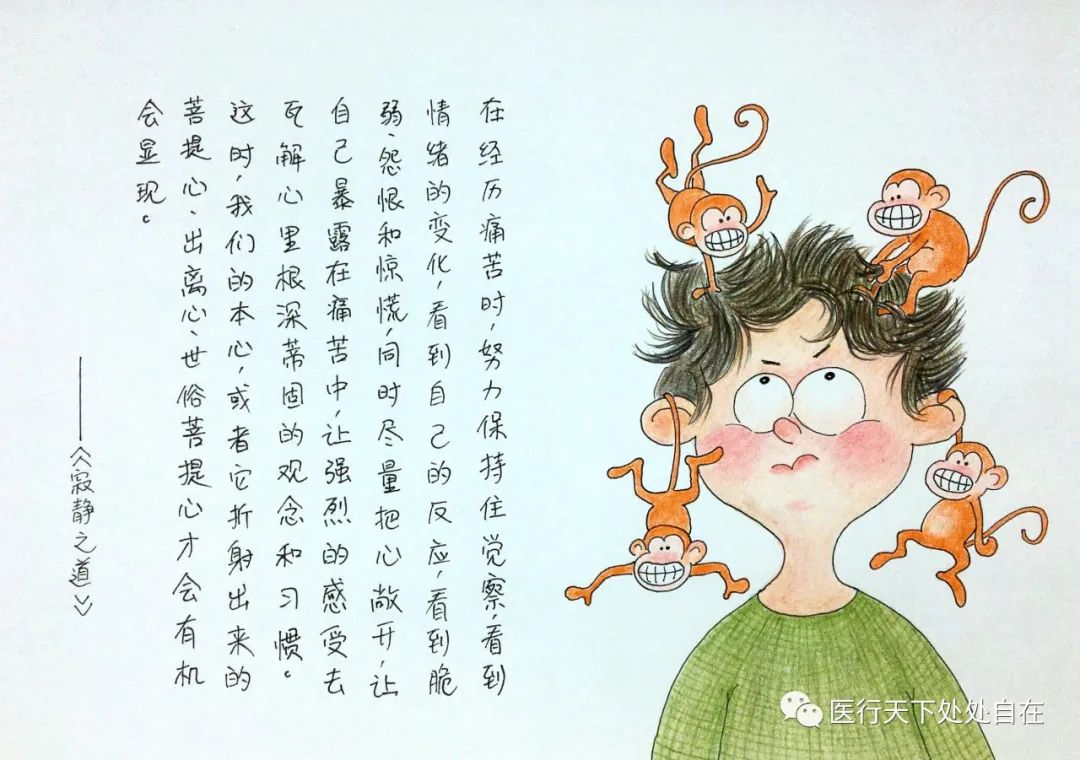 在经历痛苦时，努力保持住觉察，看到
情绪的变化，看到自己的反应，看到脆
弱、怨恨和惊慌，同时尽量把心敞开，让
自己暴露在痛苦中，让强烈的感受去
瓦解心里根深蒂固的观念和习惯。
这时，我们的本心，或者它折射出来的
菩提心、出离心、世俗菩提心才会有机
会显现。
——《寂静之道》
医行天下处处自在